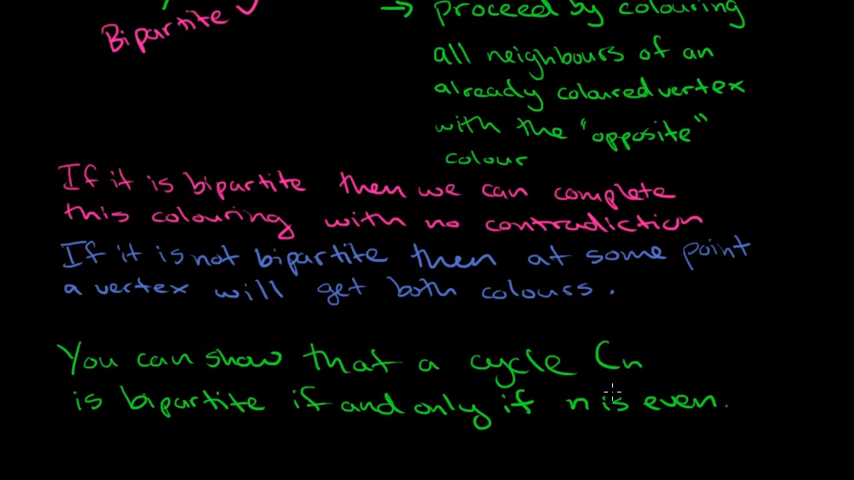 Bipartite ✓
→ Proceed by colouring
all neighbours of an
already coloured vertex
with the "opposite"
colour
If it is bipartite then we can complete
this colouring with no contradiction
If it is not bipartite then at some point
a vertex will get both colours.
You can show that a cycle Cn
is bipartite if and only if n is even.